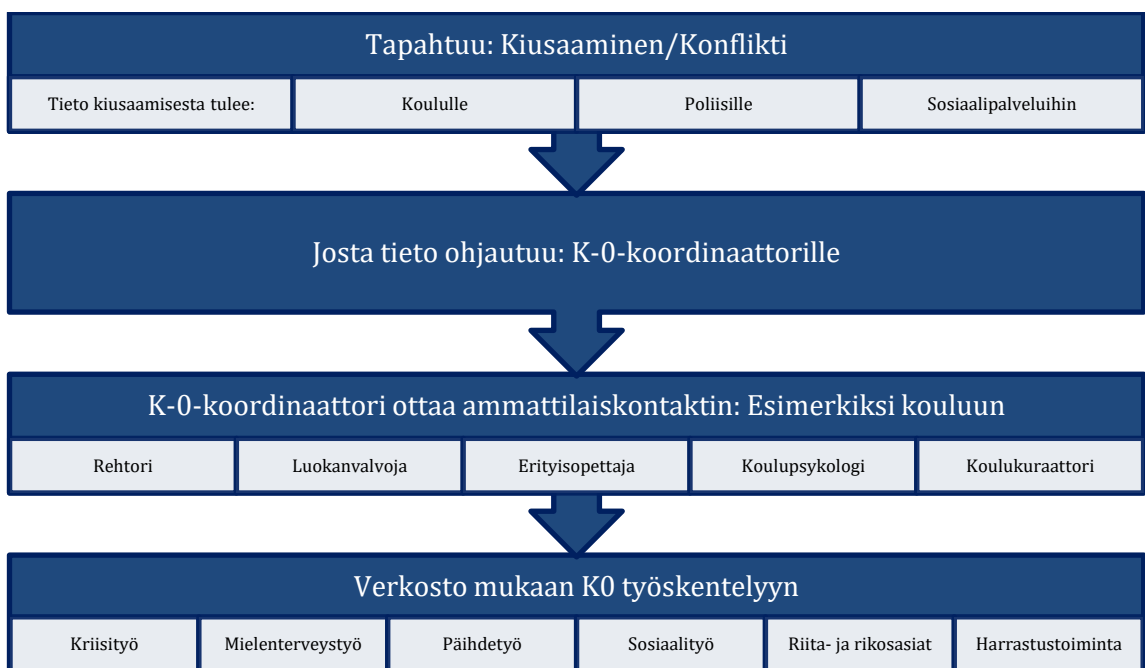 Tapahtuu: Kiusaaminen/Konflikti
Tieto kiusaamisesta tulee: Koululle Poliisille Sosiaalipalveluihin
Josta tieto ohjautuu: K-0-koordinaattorille
K-0-koordinaattori ottaa ammattilaiskontaktin: Esimerkiksi kouluun
Rehtori Luokanvalvoja Erityisopettaja Koulupsykologi Koulukuraattori
Verkosto mukaan K0 työskentelyyn
Kriisityö Mielenterveystyö Päihdetyö Sosiaalityö Riita- ja rikosasiat Harrastustoiminta